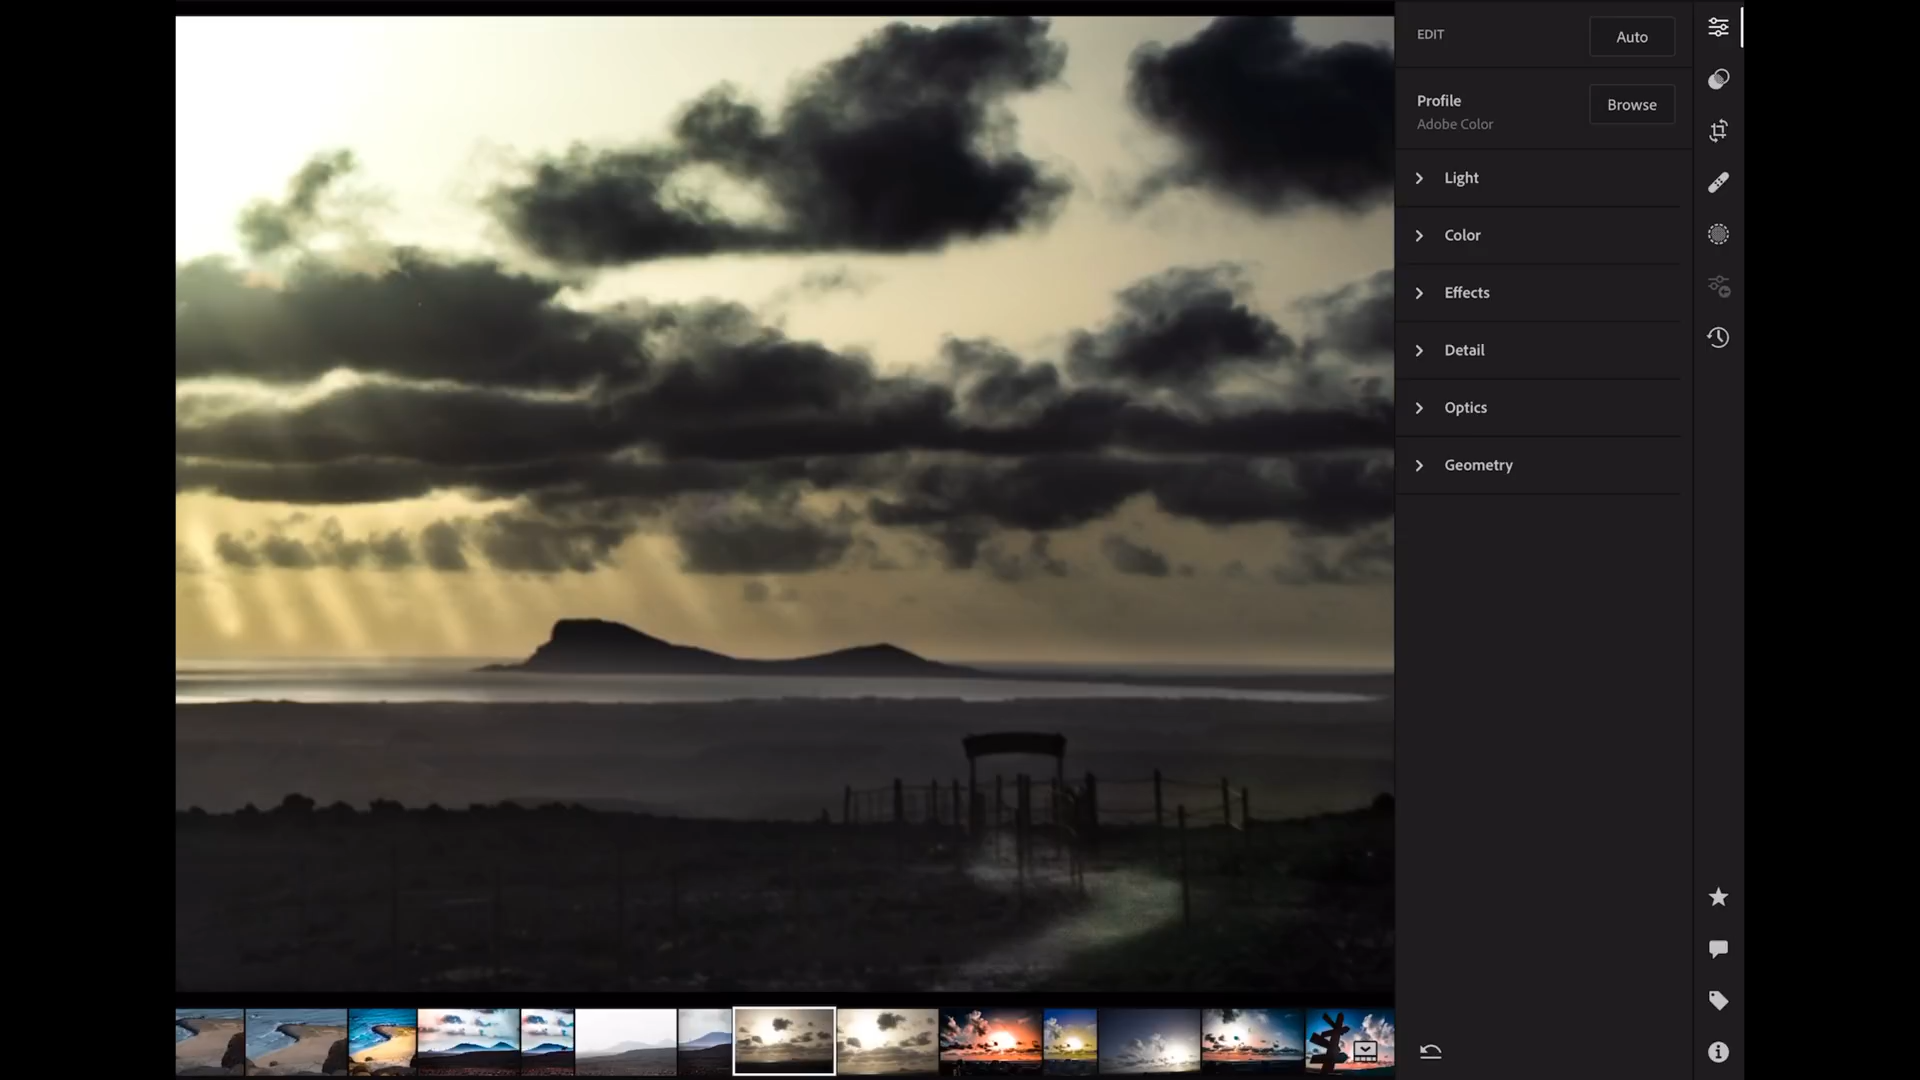 EDIT
Auto
Profile
Adobe Color
Browse
Light
Color
Effects
Detail
Optics
Geometry